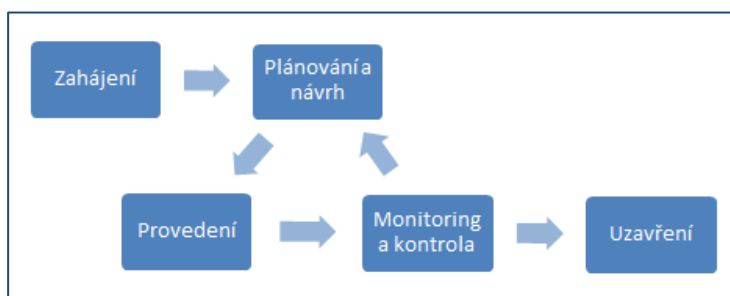 Zahájení
Plánování a
návrh
Provedení
Monitoring
a kontrola
Uzavření